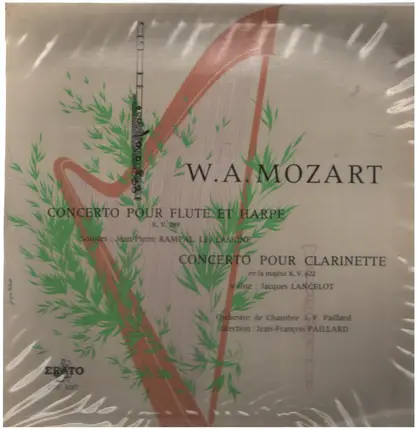 W.A.MOZART
CONCERTO POUR FLUTE ET HARPE
K. V. 299
Solistes : Jean-Pierre RAMPAL LILY LASKINE
CONCERTO POUR CLARINETTE
en la majeur K. V. 622
Soliste : Jacques LANCELOT
Orchestre de Chambre J.-F. Paillard
direction : Jean-François PAILLARD
ERATO